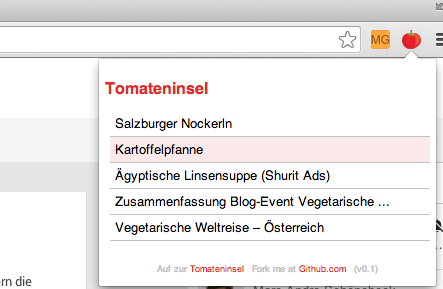 MG
Tomateninsel
Salzburger Nockerln
Kartoffelpfanne
Ägyptische Linsensuppe (Shurit Ads)
Zusammenfassung Blog-Event Vegetarische ...
Vegetarische Weltreise – Österreich
Auf zur Tomateninsel Fork me at Github.com (v0.1)
rn die